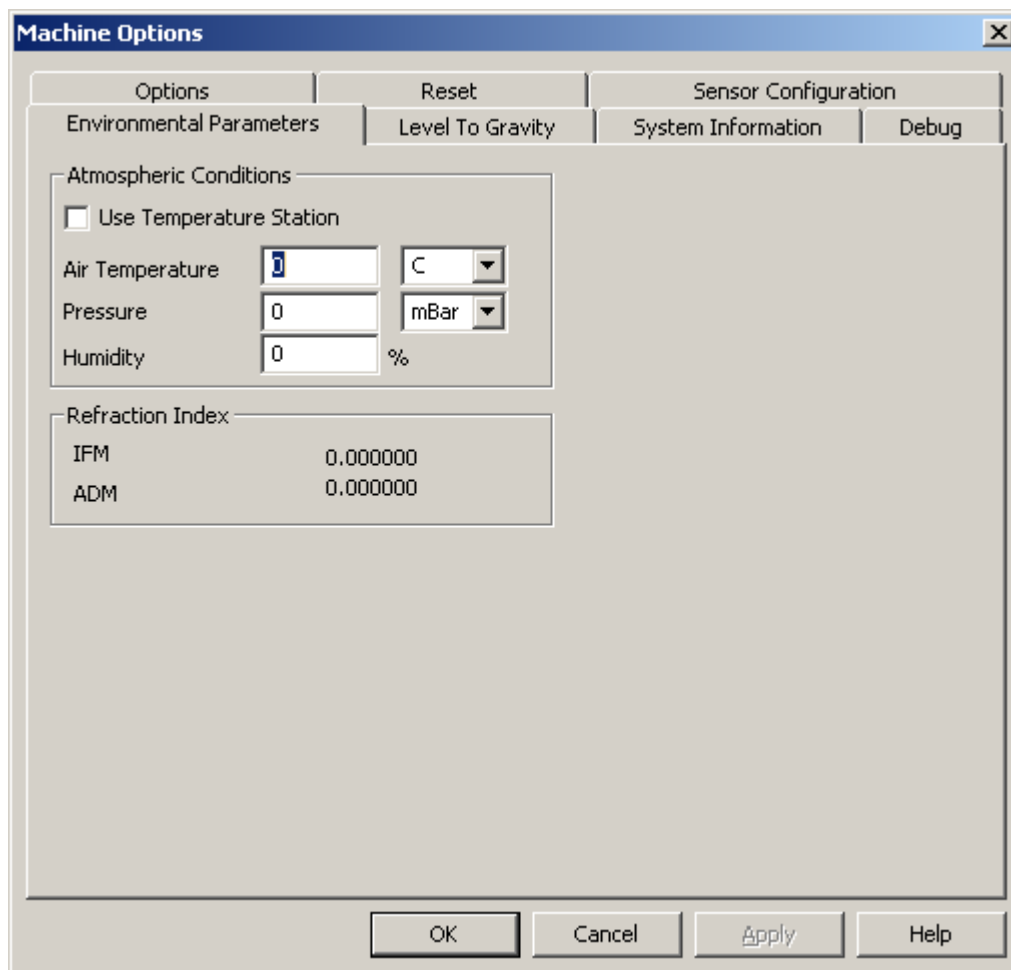 Machine Options
Options Reset Sensor Configuration
Environmental Parameters Level To Gravity System Information Debug
Atmospheric Conditions
Use Temperature Station
Air Temperature 0 C
Pressure 0 mBar
Humidity 0 %
Refraction Index
IFM 0.000000
ADM 0.000000
OK Cancel Apply Help